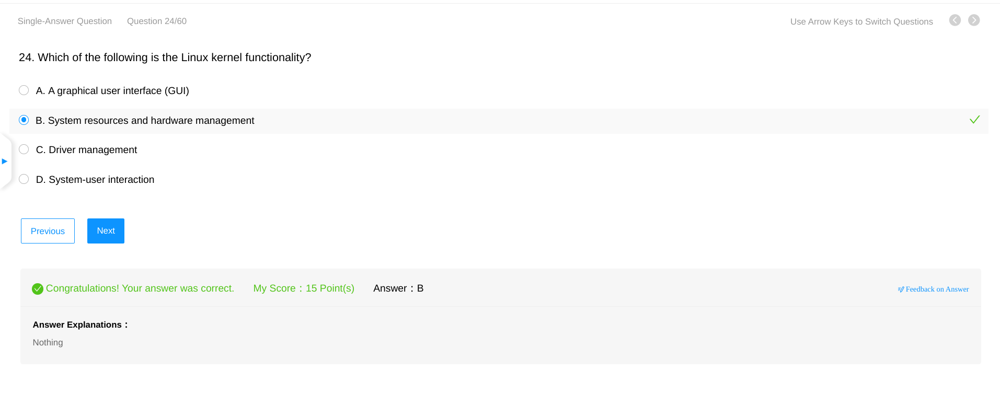 Single-Answer Question Question 24/60 Use Arrow Keys to Switch Questions
24. Which of the following is the Linux kernel functionality?
A. A graphical user interface (GUI)
B. System resources and hardware management
C. Driver management
D. System-user interaction
Previous Next
Congratulations! Your answer was correct. My Score：15 Point(s) Answer：B Feedback on Answer
Answer Explanations：
Nothing